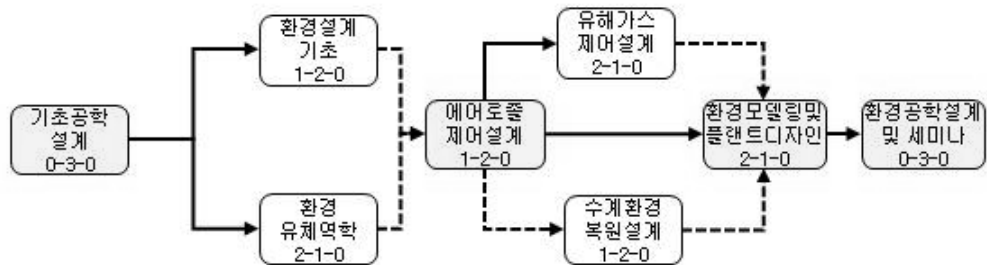 기초공학
설계
0-3-0
환경설계
기초
1-2-0
환경
유체역학
2-1-0
에어로졸
제어설계
1-2-0
유해가스
제어설계
2-1-0
수계환경
복원설계
1-2-0
환경모델링및
플랜트디자인
2-1-0
환경공학설계
및 세미나
0-3-0